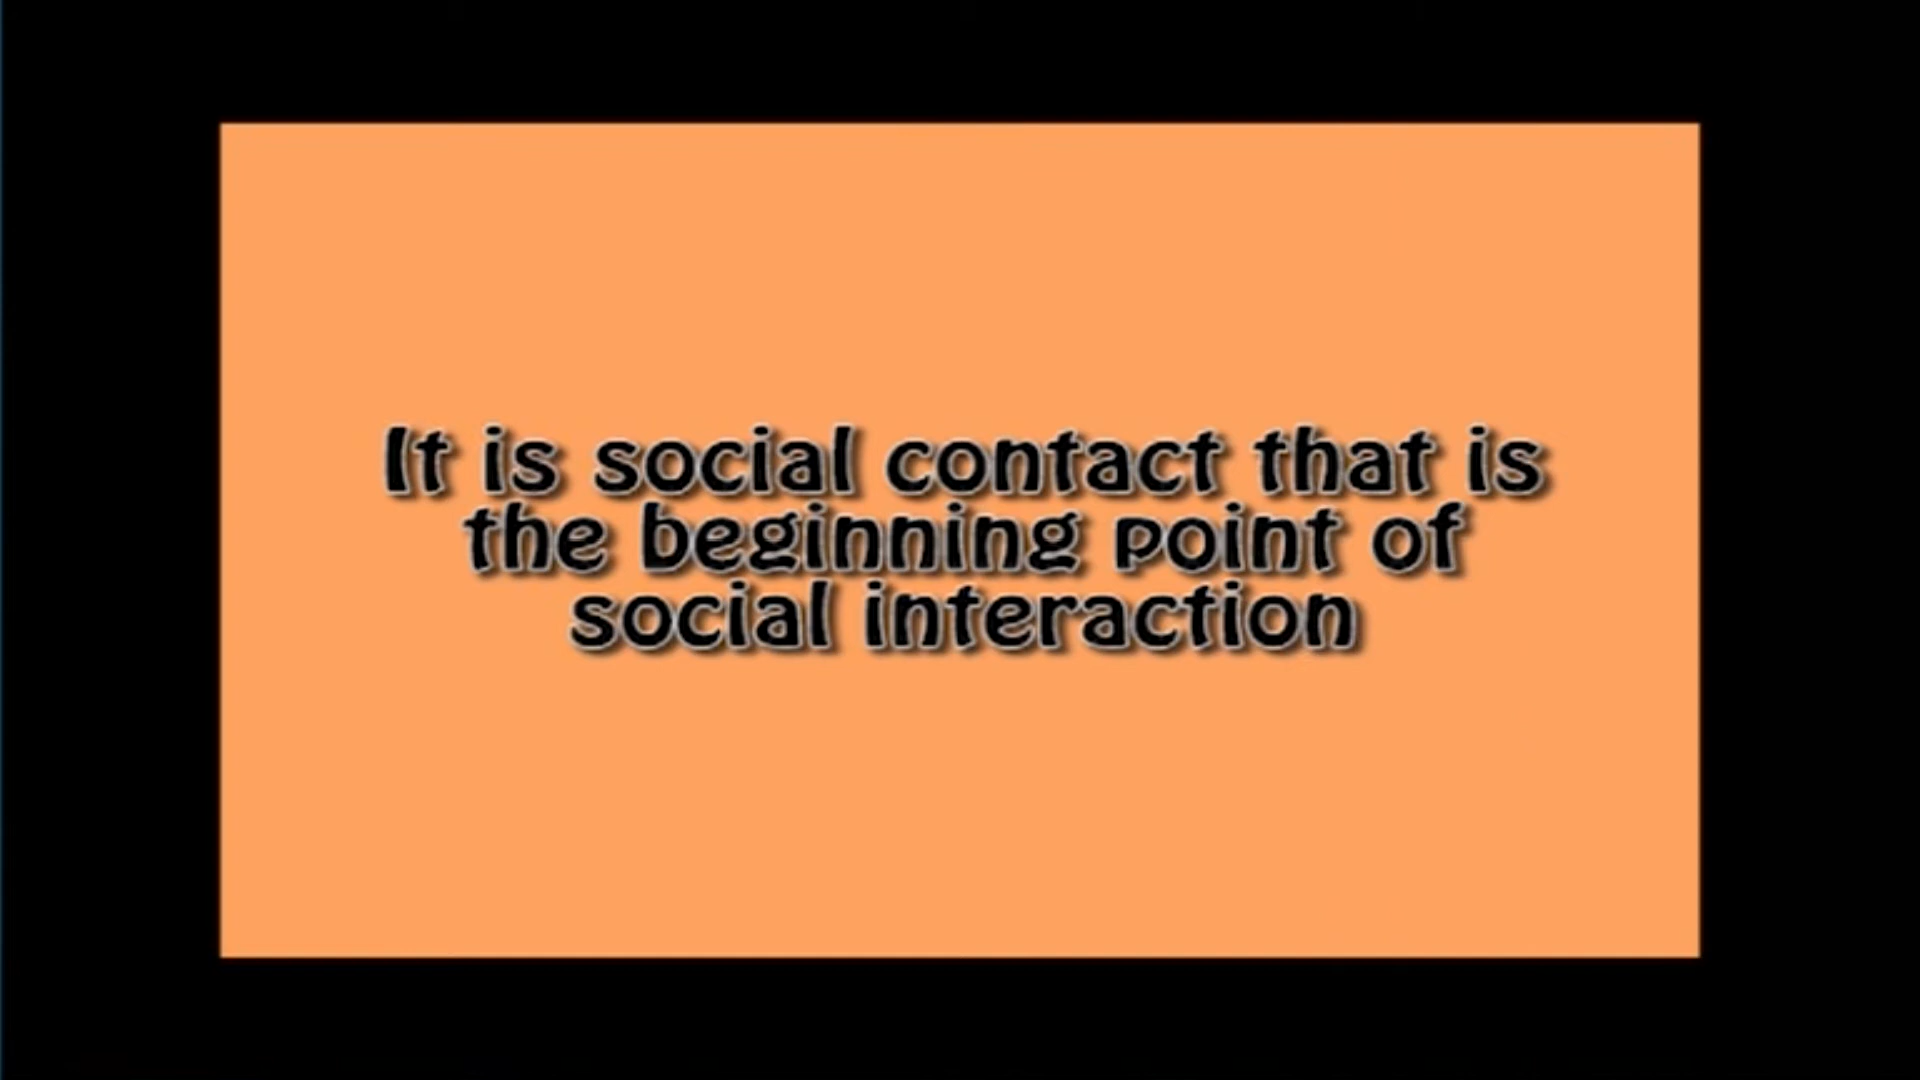 It is social contact that is
the beginning point of
social interaction